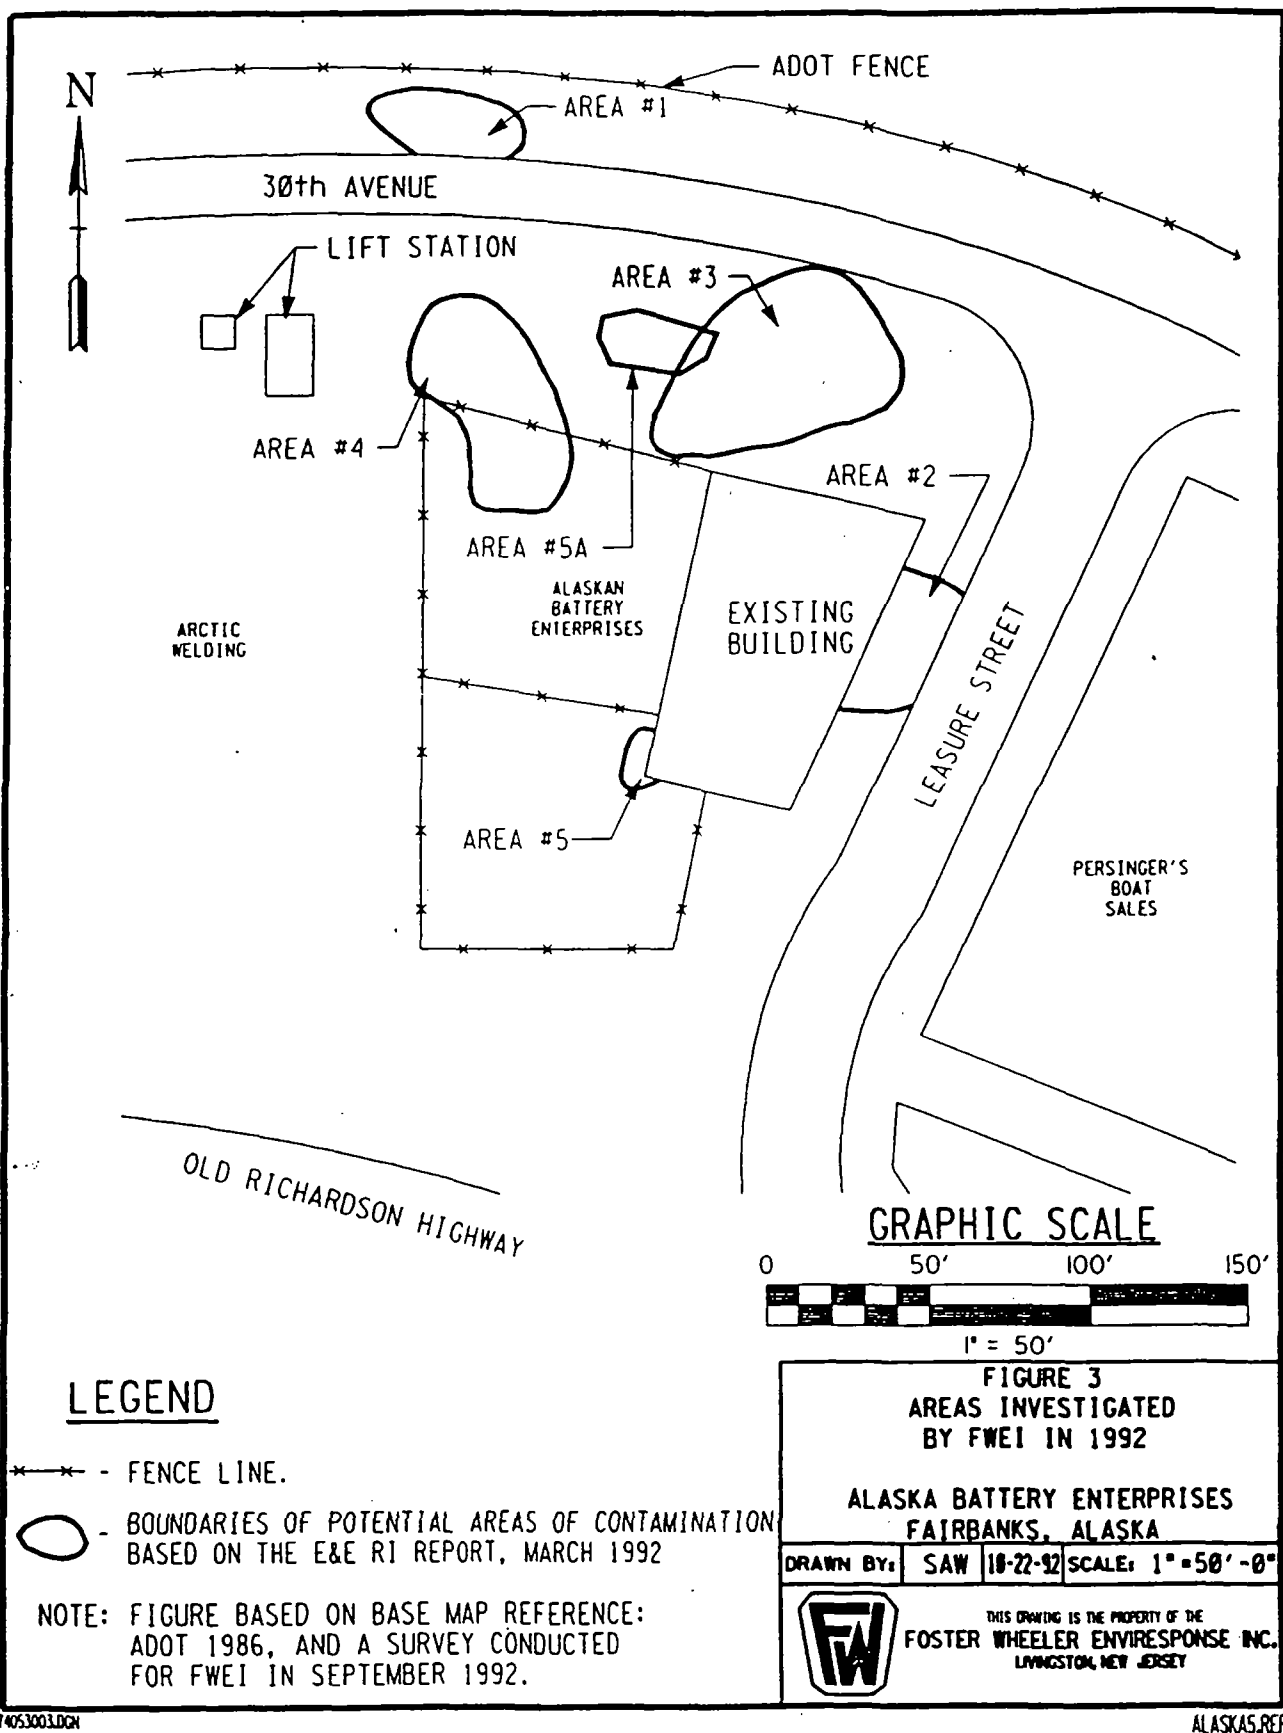 N
ADOT FENCE
AREA #1
30th AVENUE
LIFT STATION
AREA #3
AREA #4
AREA #2
AREA #5A
ALASKAN
BATTERY
ENTERPRISES
EXISTING
BUILDING
ARCTIC
WELDING
LEASURE STREET
AREA #5
PERSINGER'S
BOAT
SALES
OLD RICHARDSON HIGHWAY
GRAPHIC SCALE
0 50' 100' 150'
1" = 50'
LEGEND
- FENCE LINE.
- BOUNDARIES OF POTENTIAL AREAS OF CONTAMINATION
BASED ON THE E&E RI REPORT, MARCH 1992
NOTE: FIGURE BASED ON BASE MAP REFERENCE:
ADOT 1986, AND A SURVEY CONDUCTED
FOR FWEI IN SEPTEMBER 1992.
FIGURE 3
AREAS INVESTIGATED
BY FWEI IN 1992
ALASKA BATTERY ENTERPRISES
FAIRBANKS, ALASKA
DRAWN BY: SAW 10-22-92 SCALE: 1"=50'-0"
FW
THIS DRAWING IS THE PROPERTY OF THE
FOSTER WHEELER ENVIRESPONSE INC.
LIVINGSTON, NEW JERSEY
4053003.DGN
ALASKA5.REF